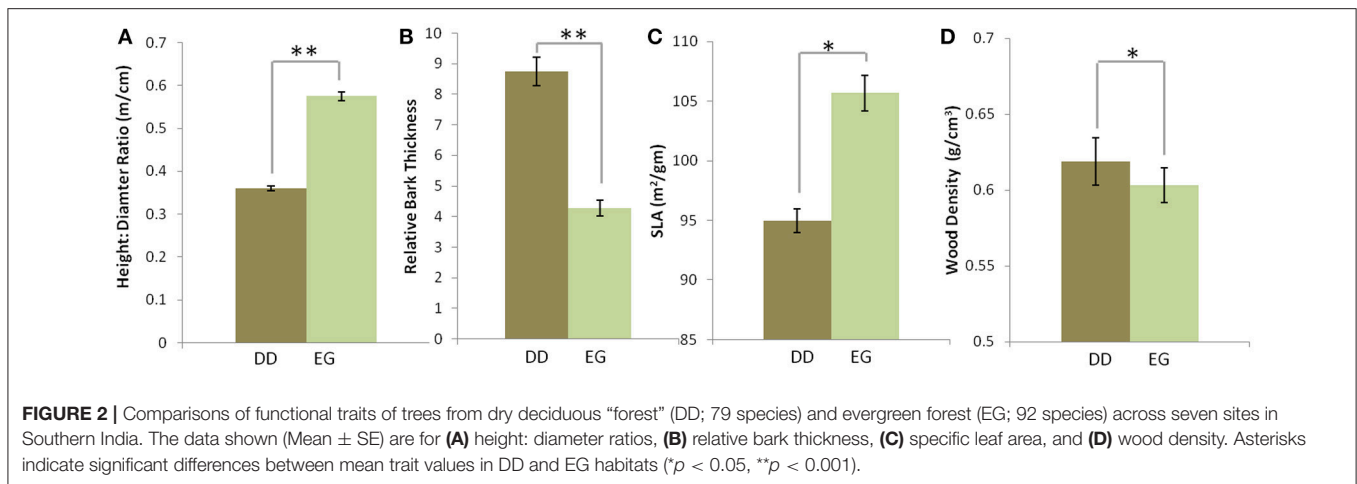 A
0.7
0.6
0.5
0.4
0.3
0.2
0.1
0
Height: Diamter Ratio (m/cm)
**
DD EG
B
10
9
8
7
6
5
4
3
2
1
0
Relative Bark Thickness
**
DD EG
C
110
105
100
95
90
85
SLA (m²/gm)
*
DD EG
D
0.7
0.65
0.6
0.55
0.5
Wood Density (g/cm³)
*
DD EG
FIGURE 2 | Comparisons of functional traits of trees from dry deciduous “forest” (DD; 79 species) and evergreen forest (EG; 92 species) across seven sites in
Southern India. The data shown (Mean ± SE) are for (A) height: diameter ratios, (B) relative bark thickness, (C) specific leaf area, and (D) wood density. Asterisks
indicate significant differences between mean trait values in DD and EG habitats (*p < 0.05, **p < 0.001).